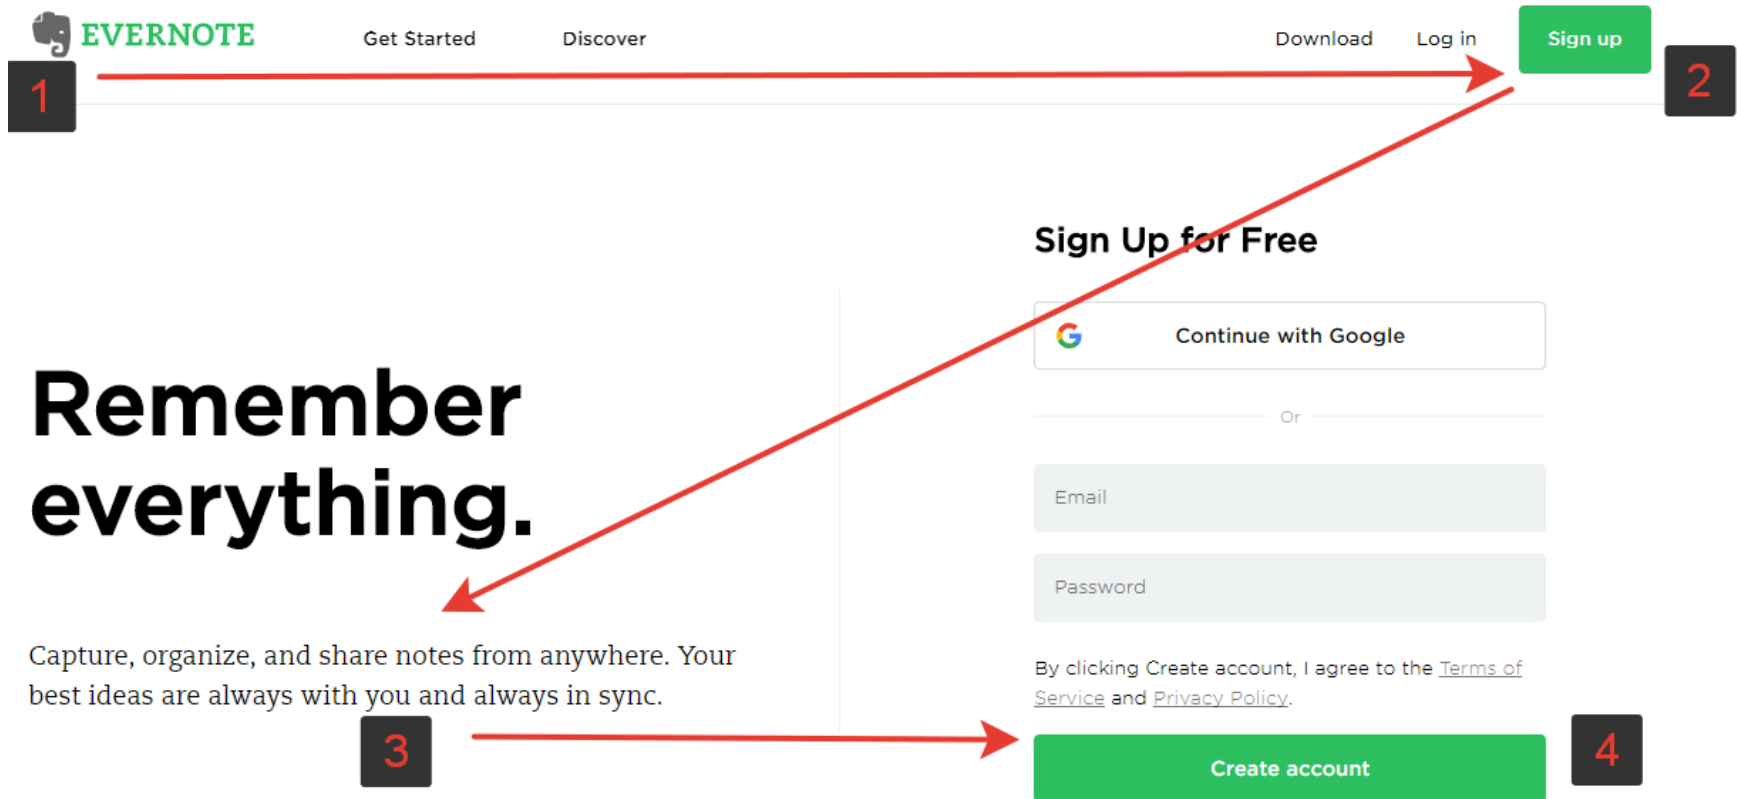 EVERNOTE
Get Started
Discover
Download
Log in
Sign up
1
2
Sign Up for Free
Continue with Google
Or
Email
Password
By clicking Create account, I agree to the Terms of
Service and Privacy Policy.
Create account
4
Remember
everything.
Capture, organize, and share notes from anywhere. Your
best ideas are always with you and always in sync.
3